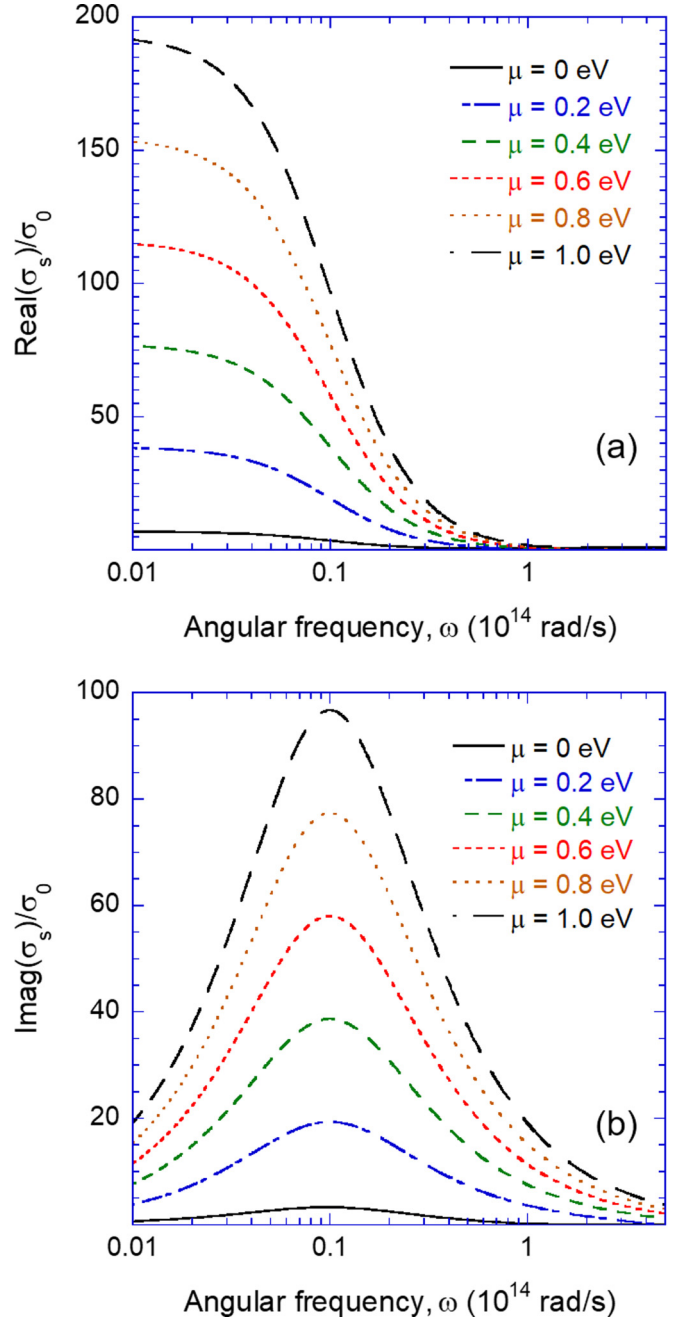 200
150
100
50
Real(σs)/σ0
μ = 0 eV
μ = 0.2 eV
μ = 0.4 eV
μ = 0.6 eV
μ = 0.8 eV
μ = 1.0 eV
(a)
0.01
0.1
1
Angular frequency, ω (10^14 rad/s)
100
80
60
40
20
Imag(σs)/σ0
μ = 0 eV
μ = 0.2 eV
μ = 0.4 eV
μ = 0.6 eV
μ = 0.8 eV
μ = 1.0 eV
(b)
0.01
0.1
1
Angular frequency, ω (10^14 rad/s)